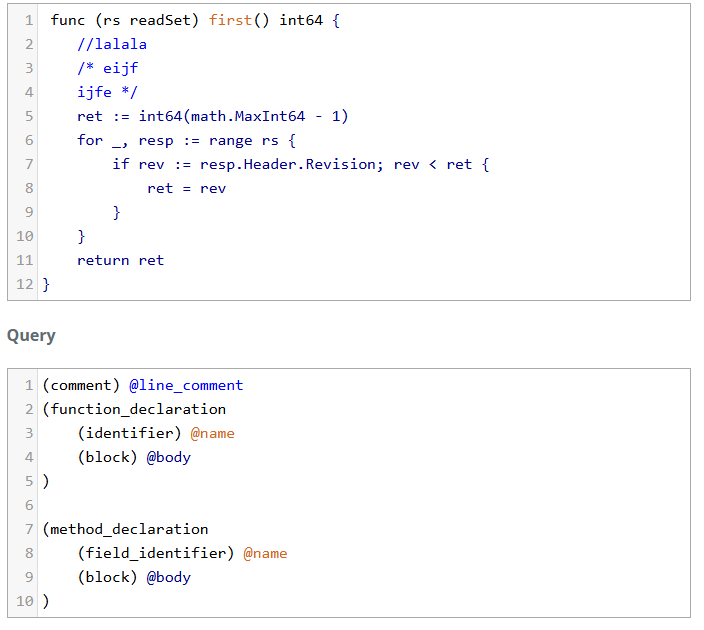 1 func (rs readSet) first() int64 {
2 //lalala
3 /* eijf
4 ijfe */
5 ret := int64(math.MaxInt64 - 1)
6 for _, resp := range rs {
7 if rev := resp.Header.Revision; rev < ret {
8 ret = rev
9 }
10 }
11 return ret
12 }
Query
1 (comment) @line_comment
2 (function_declaration
3 (identifier) @name
4 (block) @body
5 )
6
7 (method_declaration
8 (field_identifier) @name
9 (block) @body
10 )